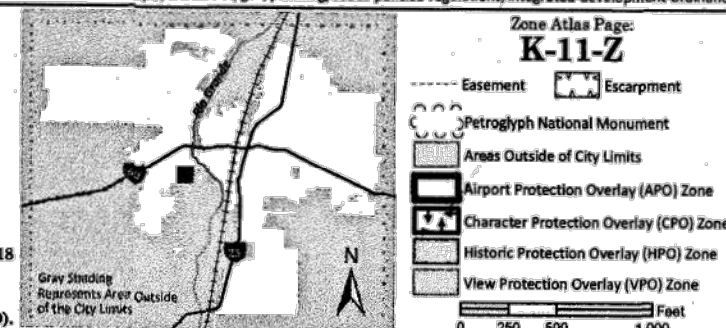 Zone Atlas Page:
K-11-Z
Easement
Escarpment
Petroglyph National Monument
Areas Outside of City Limits
Airport Protection Overlay (APO) Zone
Character Protection Overlay (CPO) Zone
Historic Protection Overlay (HPO) Zone
View Protection Overlay (VPO) Zone
Feet
0 250 500 1,000
Rio Grande
N
Gray Shading
Represents Area Outside
of the City Limits
18
0).